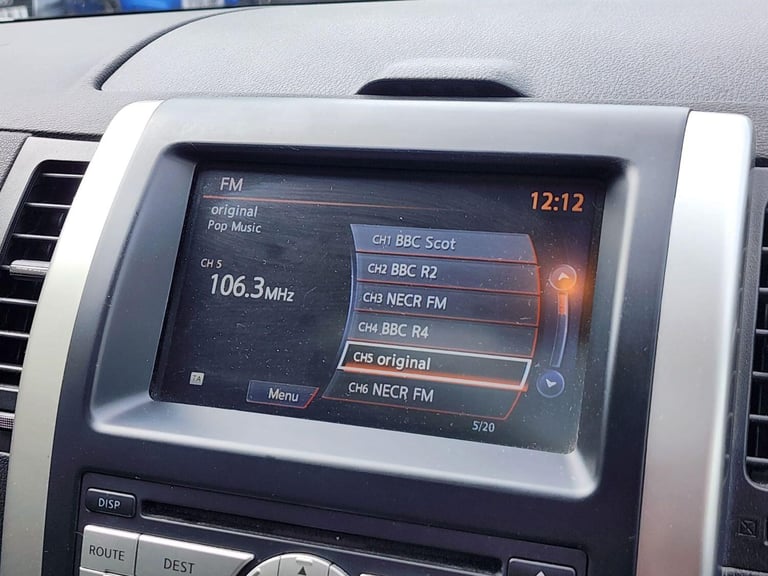 FM
12:12
original
Pop Music
CH 5
106.3MHz
CH1 BBC Scot
CH2 BBC R2
CH3 NECR FM
CH4 BBC R4
CH5 original
CH6 NECR FM
TA
Menu
5/20
DISP
ROUTE
DEST